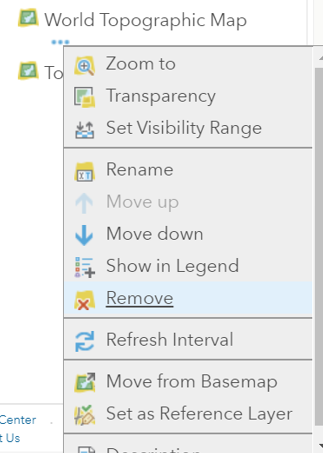 World Topographic Map
To
Zoom to
Transparency
Set Visibility Range
Rename
Move up
Move down
Show in Legend
Remove
Refresh Interval
Move from Basemap
Set as Reference Layer
Center
t Us
Description